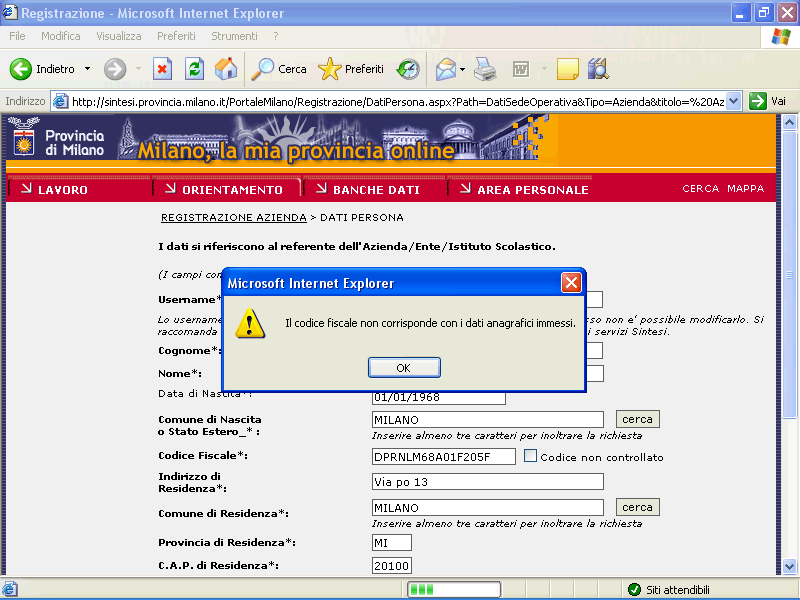 Registrazione - Microsoft Internet Explorer
File Modifica Visualizza Preferiti Strumenti ?
Indietro Cerca Preferiti
Indirizzo http://sintesi.provincia.milano.it/PortaleMilano/Registrazione/DatiPersona.aspx?Path=DatiSedeOperativa&Tipo=Azienda&titolo=%20Az Vai
Provincia
di Milano
Milano, la mia provincia online
LAVORO ORIENTAMENTO BANCHE DATI AREA PERSONALE CERCA MAPPA
REGISTRAZIONE AZIENDA > DATI PERSONA
I dati si riferiscono al referente dell'Azienda/Ente/Istituto Scolastico.
(I campi con
Microsoft Internet Explorer
Il codice fiscale non corrisponde con i dati anagrafici immessi.
OK
Username*
Lo username sso non e' possibile modificarlo. Si
raccomanda i servizi Sintesi.
Cognome*:
Nome*:
Data di Nascita*: 01/01/1968
Comune di Nascita
o Stato Estero_* : MILANO cerca
Inserire almeno tre caratteri per inoltrare la richiesta
Codice Fiscale*: DPRNLM68A01F205F Codice non controllato
Indirizzo di
Residenza*: Via po 13
Comune di Residenza*: MILANO cerca
Inserire almeno tre caratteri per inoltrare la richiesta
Provincia di Residenza*: MI
C.A.P. di Residenza*: 20100
Siti attendibili